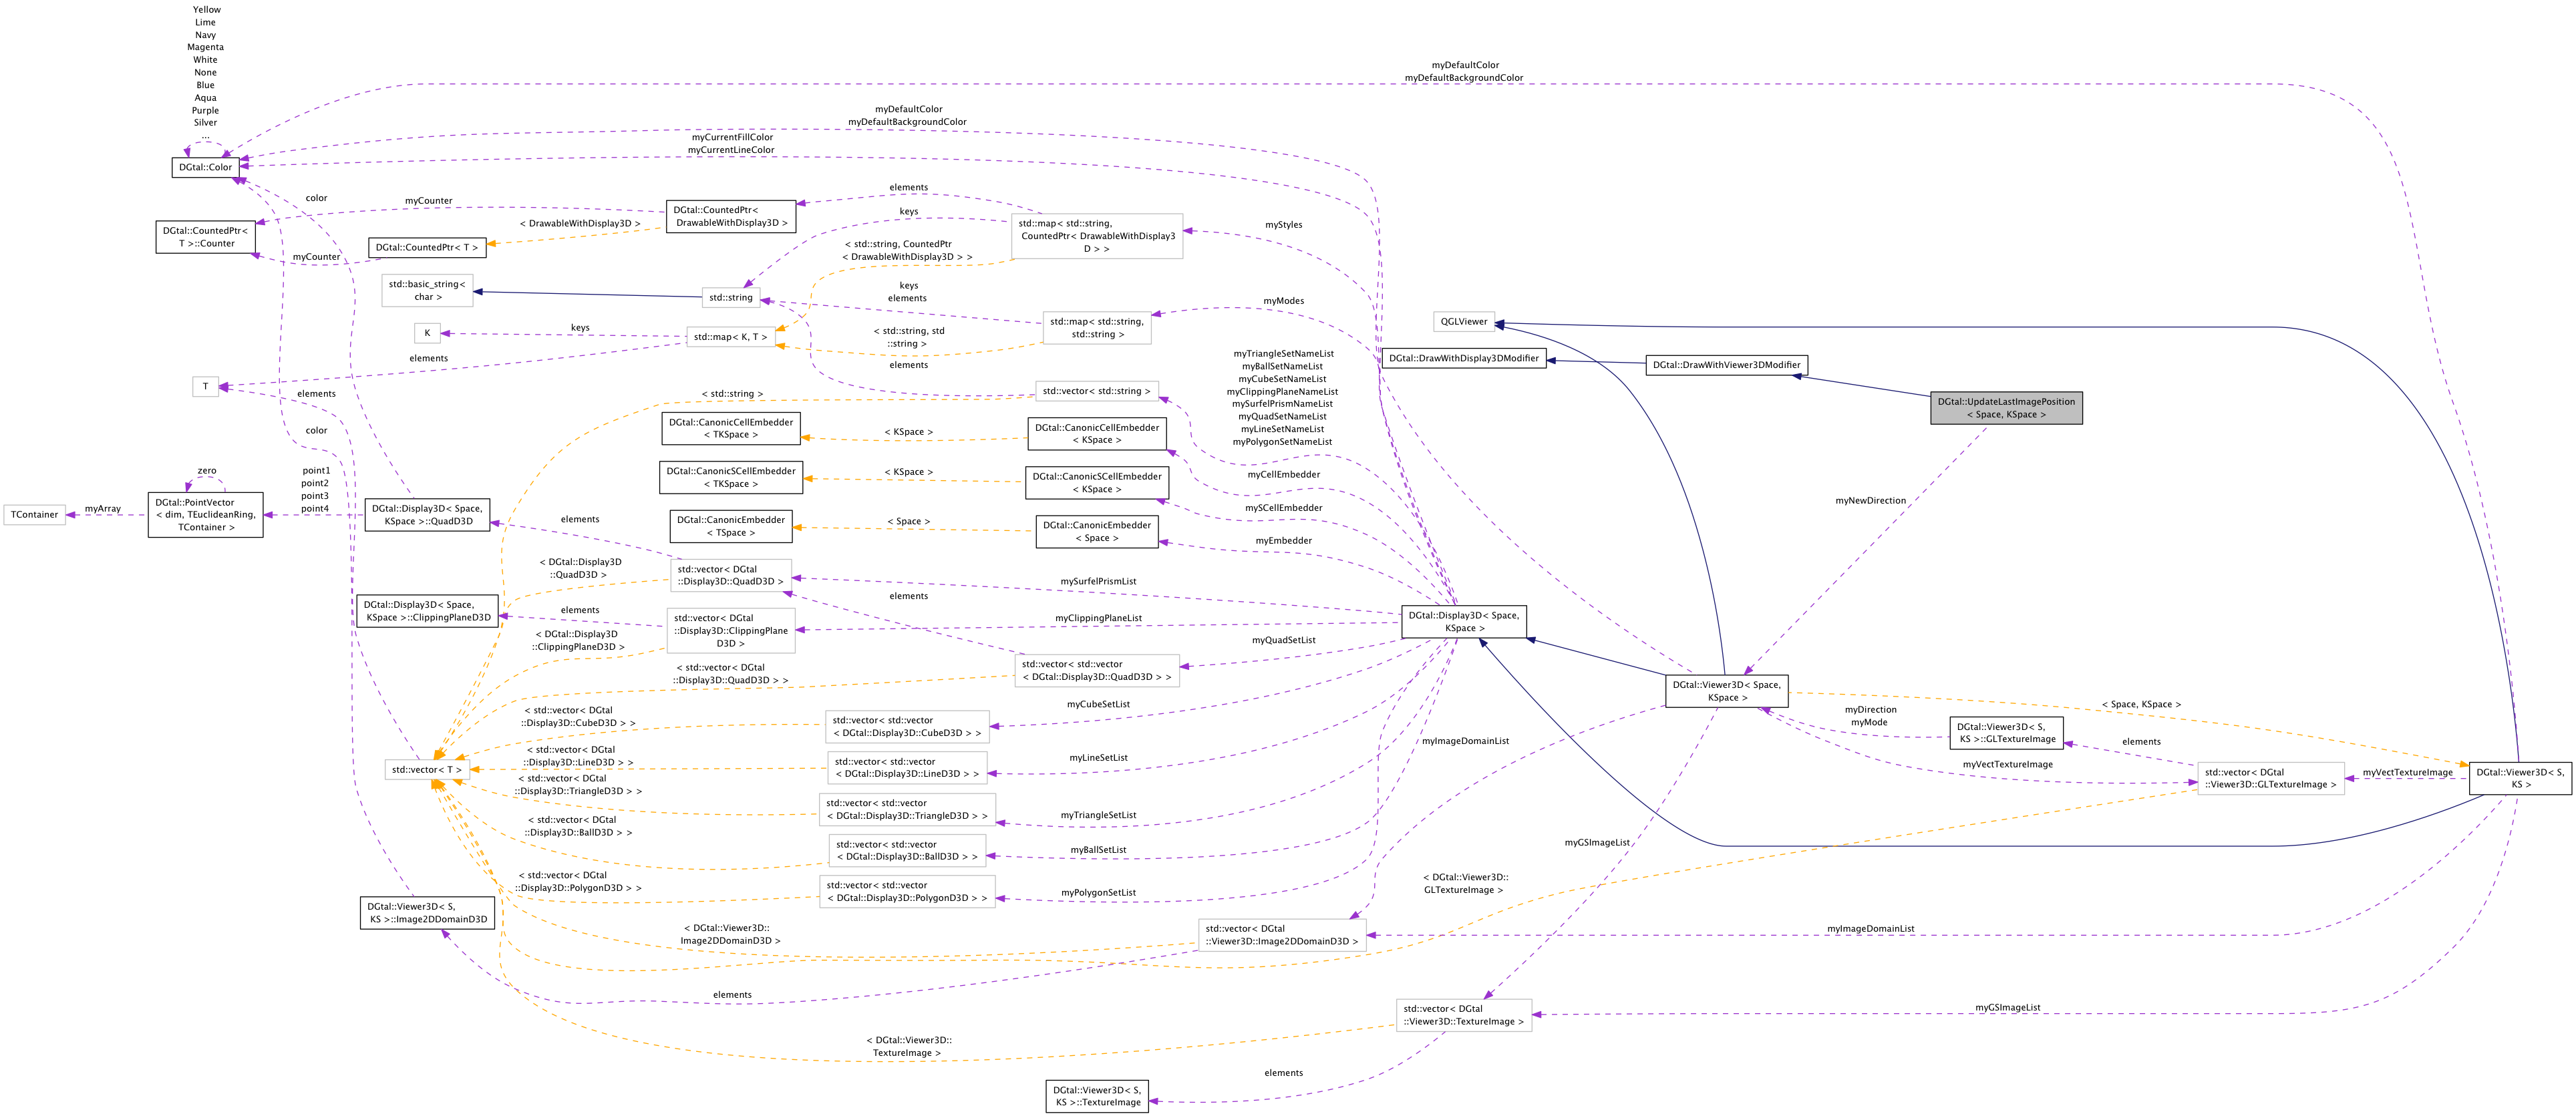 Yellow
Lime
Navy
Magenta
White
None
Blue
Aqua
Purple
Silver
...
DGtal::Color
myDefaultColor
myDefaultBackgroundColor
myDefaultColor
myDefaultBackgroundColor
myCurrentFillColor
myCurrentLineColor
color
myCounter
DGtal::CountedPtr<
T >::Counter
DGtal::CountedPtr< T >
myCounter
< DrawableWithDisplay3D >
DGtal::CountedPtr<
DrawableWithDisplay3D >
elements
keys
< std::string, CountedPtr
< DrawableWithDisplay3D > >
std::map< std::string,
CountedPtr< DrawableWithDisplay3
D > >
myStyles
std::basic_string<
char >
std::string
keys
elements
std::map< std::string,
std::string >
myModes
K
keys
std::map< K, T >
< std::string, std
::string >
elements
T
elements
elements
std::vector< std::string >
< std::string >
myTriangleSetNameList
myBallSetNameList
myCubeSetNameList
myClippingPlaneNameList
mySurfelPrismNameList
myQuadSetNameList
myLineSetNameList
myPolygonSetNameList
QGLViewer
DGtal::DrawWithDisplay3DModifier
DGtal::DrawWithViewer3DModifier
DGtal::UpdateLastImagePosition
< Space, KSpace >
color
DGtal::CanonicCellEmbedder
< TKSpace >
< KSpace >
DGtal::CanonicCellEmbedder
< KSpace >
myCellEmbedder
DGtal::CanonicSCellEmbedder
< TKSpace >
< KSpace >
DGtal::CanonicSCellEmbedder
< KSpace >
mySCellEmbedder
DGtal::CanonicEmbedder
< TSpace >
< Space >
DGtal::CanonicEmbedder
< Space >
myEmbedder
myNewDirection
TContainer
myArray
zero
DGtal::PointVector
< dim, TEuclideanRing,
TContainer >
point1
point2
point3
point4
DGtal::Display3D< Space,
KSpace >::QuadD3D
elements
< DGtal::Display3D
::QuadD3D >
std::vector< DGtal
::Display3D::QuadD3D >
mySurfelPrismList
DGtal::Display3D< Space,
KSpace >::ClippingPlaneD3D
elements
< DGtal::Display3D
::ClippingPlaneD3D >
std::vector< DGtal
::Display3D::ClippingPlane
D3D >
elements
myClippingPlaneList
DGtal::Display3D< Space,
KSpace >
< std::vector< DGtal
::Display3D::QuadD3D > >
std::vector< std::vector
< DGtal::Display3D::QuadD3D > >
myQuadSetList
DGtal::Viewer3D< Space,
KSpace >
< Space, KSpace >
< std::vector< DGtal
::Display3D::CubeD3D > >
std::vector< std::vector
< DGtal::Display3D::CubeD3D > >
myCubeSetList
myDirection
myMode
DGtal::Viewer3D< S,
KS >::GLTextureImage
elements
myVectTextureImage
std::vector< DGtal
::Viewer3D::GLTextureImage >
myVectTextureImage
DGtal::Viewer3D< S,
KS >
std::vector< T >
< std::vector< DGtal
::Display3D::LineD3D > >
std::vector< std::vector
< DGtal::Display3D::LineD3D > >
myLineSetList
myImageDomainList
< std::vector< DGtal
::Display3D::TriangleD3D > >
std::vector< std::vector
< DGtal::Display3D::TriangleD3D > >
myTriangleSetList
< std::vector< DGtal
::Display3D::BallD3D > >
std::vector< std::vector
< DGtal::Display3D::BallD3D > >
myBallSetList
myGSImageList
< std::vector< DGtal
::Display3D::PolygonD3D > >
std::vector< std::vector
< DGtal::Display3D::PolygonD3D > >
myPolygonSetList
< DGtal::Viewer3D::
GLTextureImage >
DGtal::Viewer3D< S,
KS >::Image2DDomainD3D
< DGtal::Viewer3D::
Image2DDomainD3D >
std::vector< DGtal
::Viewer3D::Image2DDomainD3D >
myImageDomainList
elements
std::vector< DGtal
::Viewer3D::TextureImage >
myGSImageList
< DGtal::Viewer3D::
TextureImage >
elements
DGtal::Viewer3D< S,
KS >::TextureImage